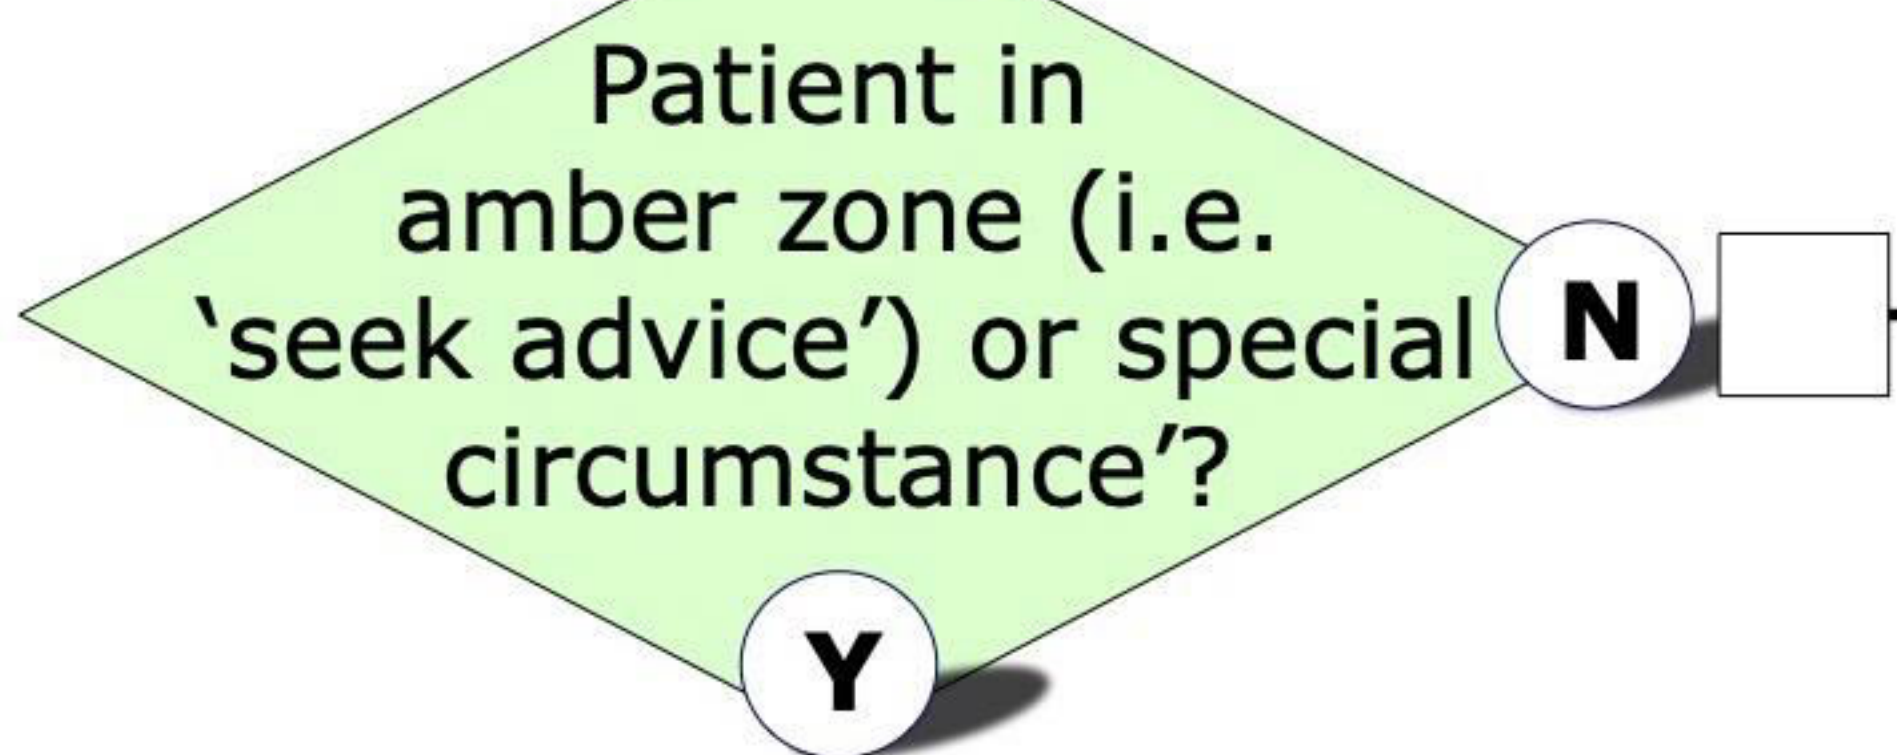 Patient in
amber zone (i.e.
‘seek advice’) or special
circumstance’?
N
Y